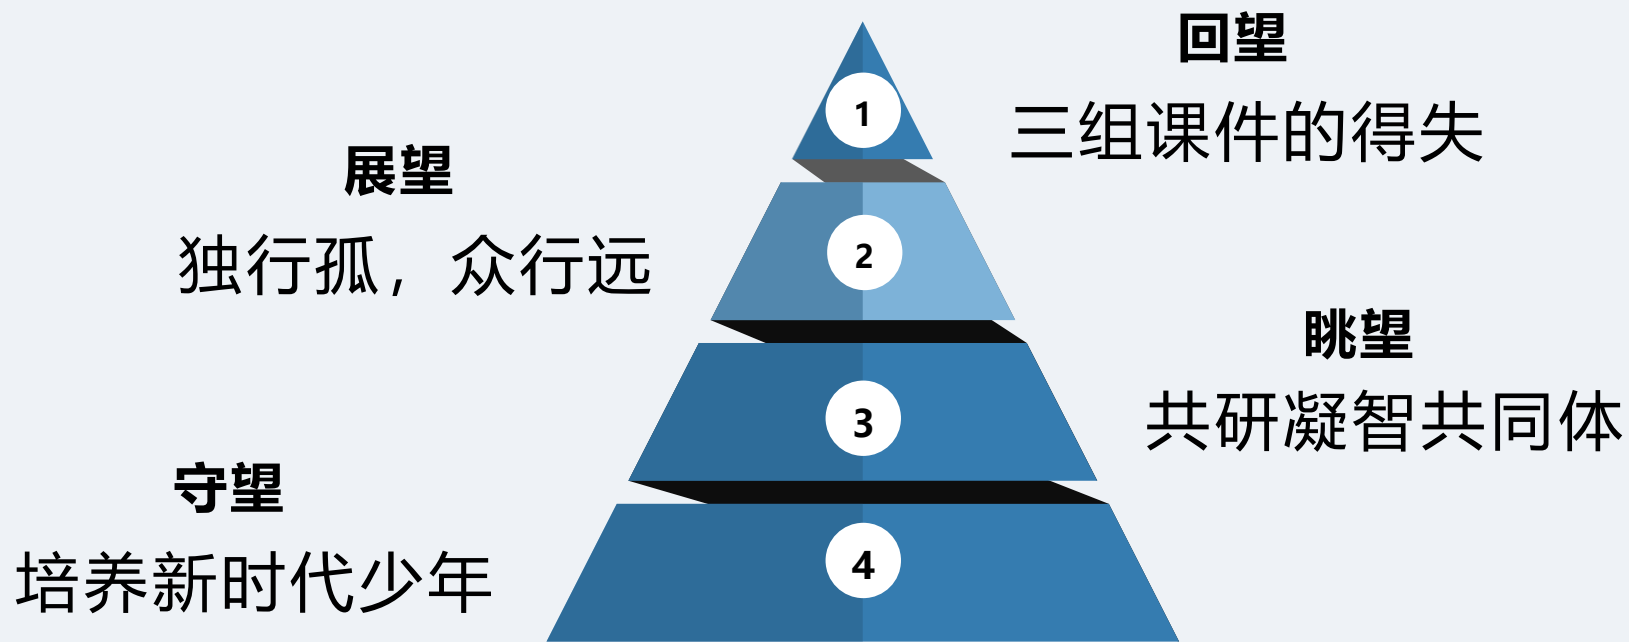 回望
三组课件的得失
1
展望
独行孤，众行远
2
眺望
共研凝智共同体
3
守望
培养新时代少年
4